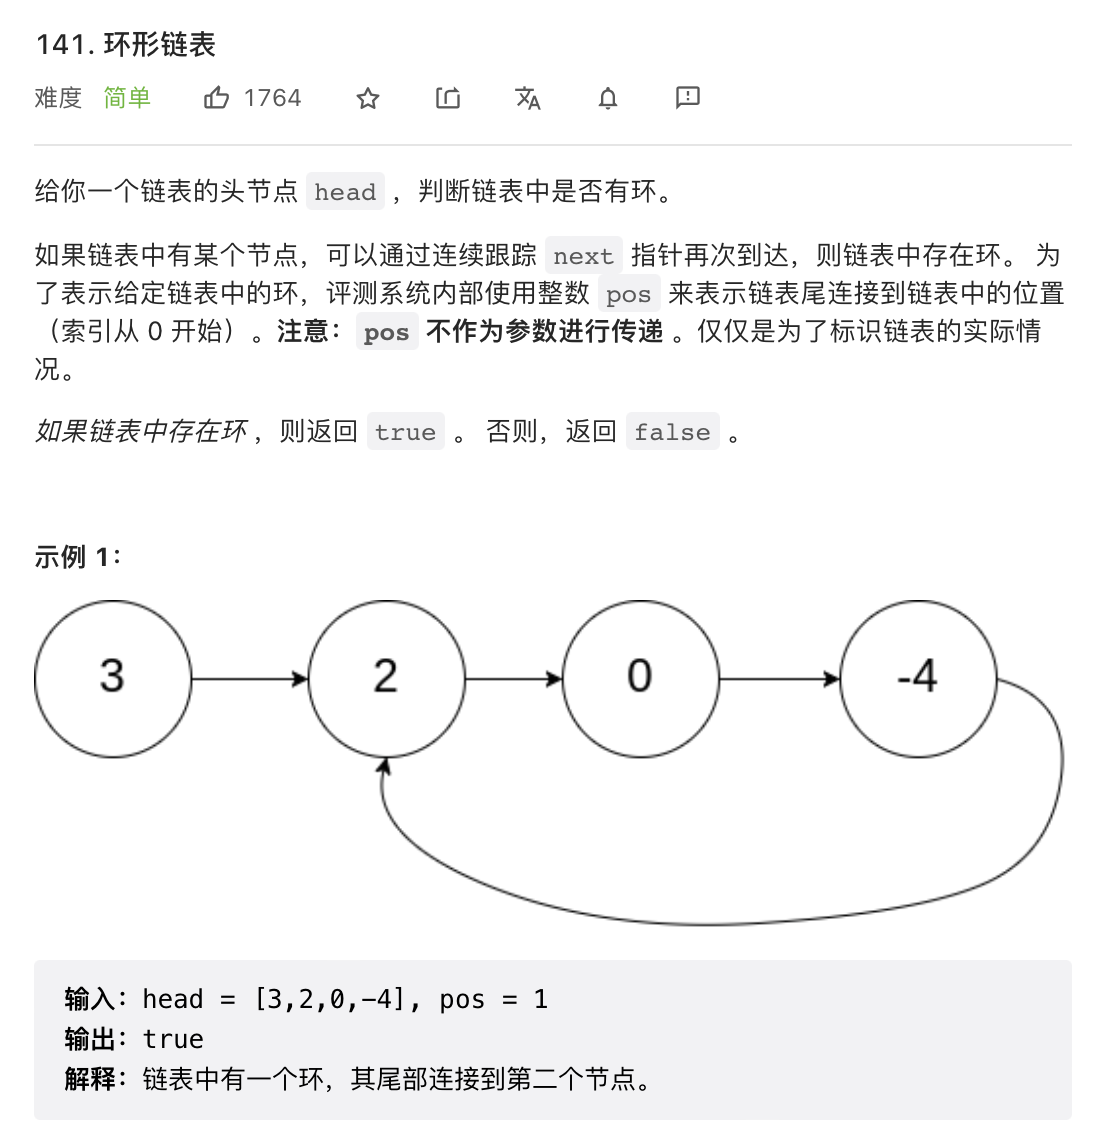 141. 环形链表
难度 简单 1764
给你一个链表的头节点 head ，判断链表中是否有环。
如果链表中有某个节点，可以通过连续跟踪 next 指针再次到达，则链表中存在环。 为
了表示给定链表中的环，评测系统内部使用整数 pos 来表示链表尾连接到链表中的位置
（索引从 0 开始）。注意：pos 不作为参数进行传递 。仅仅是为了标识链表的实际情
况。
如果链表中存在环 ，则返回 true 。 否则，返回 false 。
示例 1：
3 2 0 -4
输入：head = [3,2,0,-4], pos = 1
输出：true
解释：链表中有一个环，其尾部连接到第二个节点。